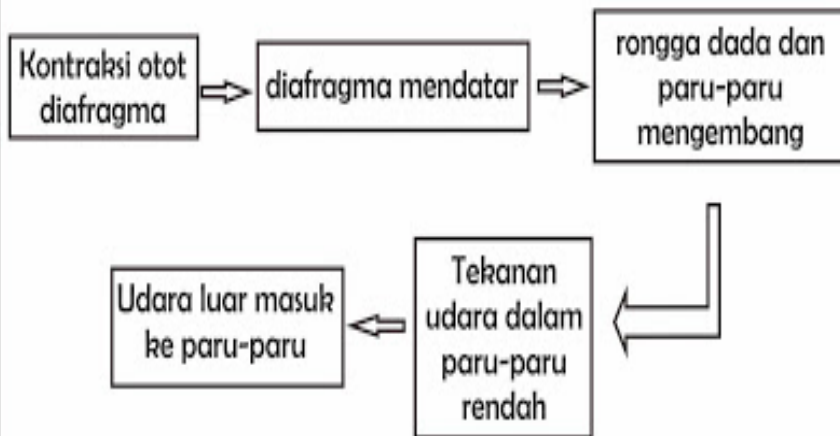 Kontraksi otot
diafragma
diafragma mendatar
rongga dada dan
paru-paru
mengembang
Tekanan
udara dalam
paru-paru
rendah
Udara luar masuk
ke paru-paru